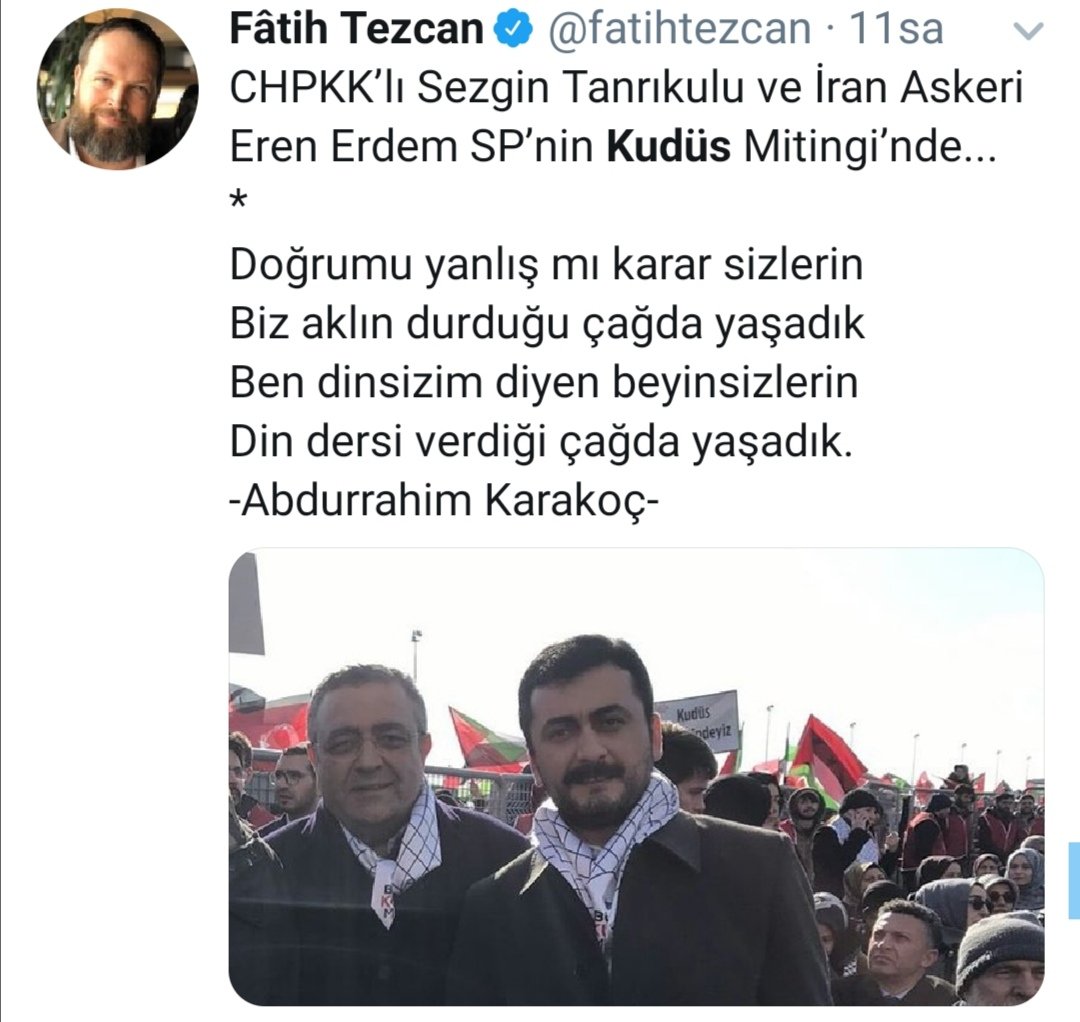 Fâtih Tezcan @fatihtezcan · 11sa
CHPKK’lı Sezgin Tanrıkulu ve İran Askeri
Eren Erdem SP’nin Kudüs Mitingi’nde...
*
Doğrumu yanlış mı karar sizlerin
Biz aklın durduğu çağda yaşadık
Ben dinsizim diyen beyinsizlerin
Din dersi verdiği çağda yaşadık.
-Abdurrahim Karakoç-
Kudüs